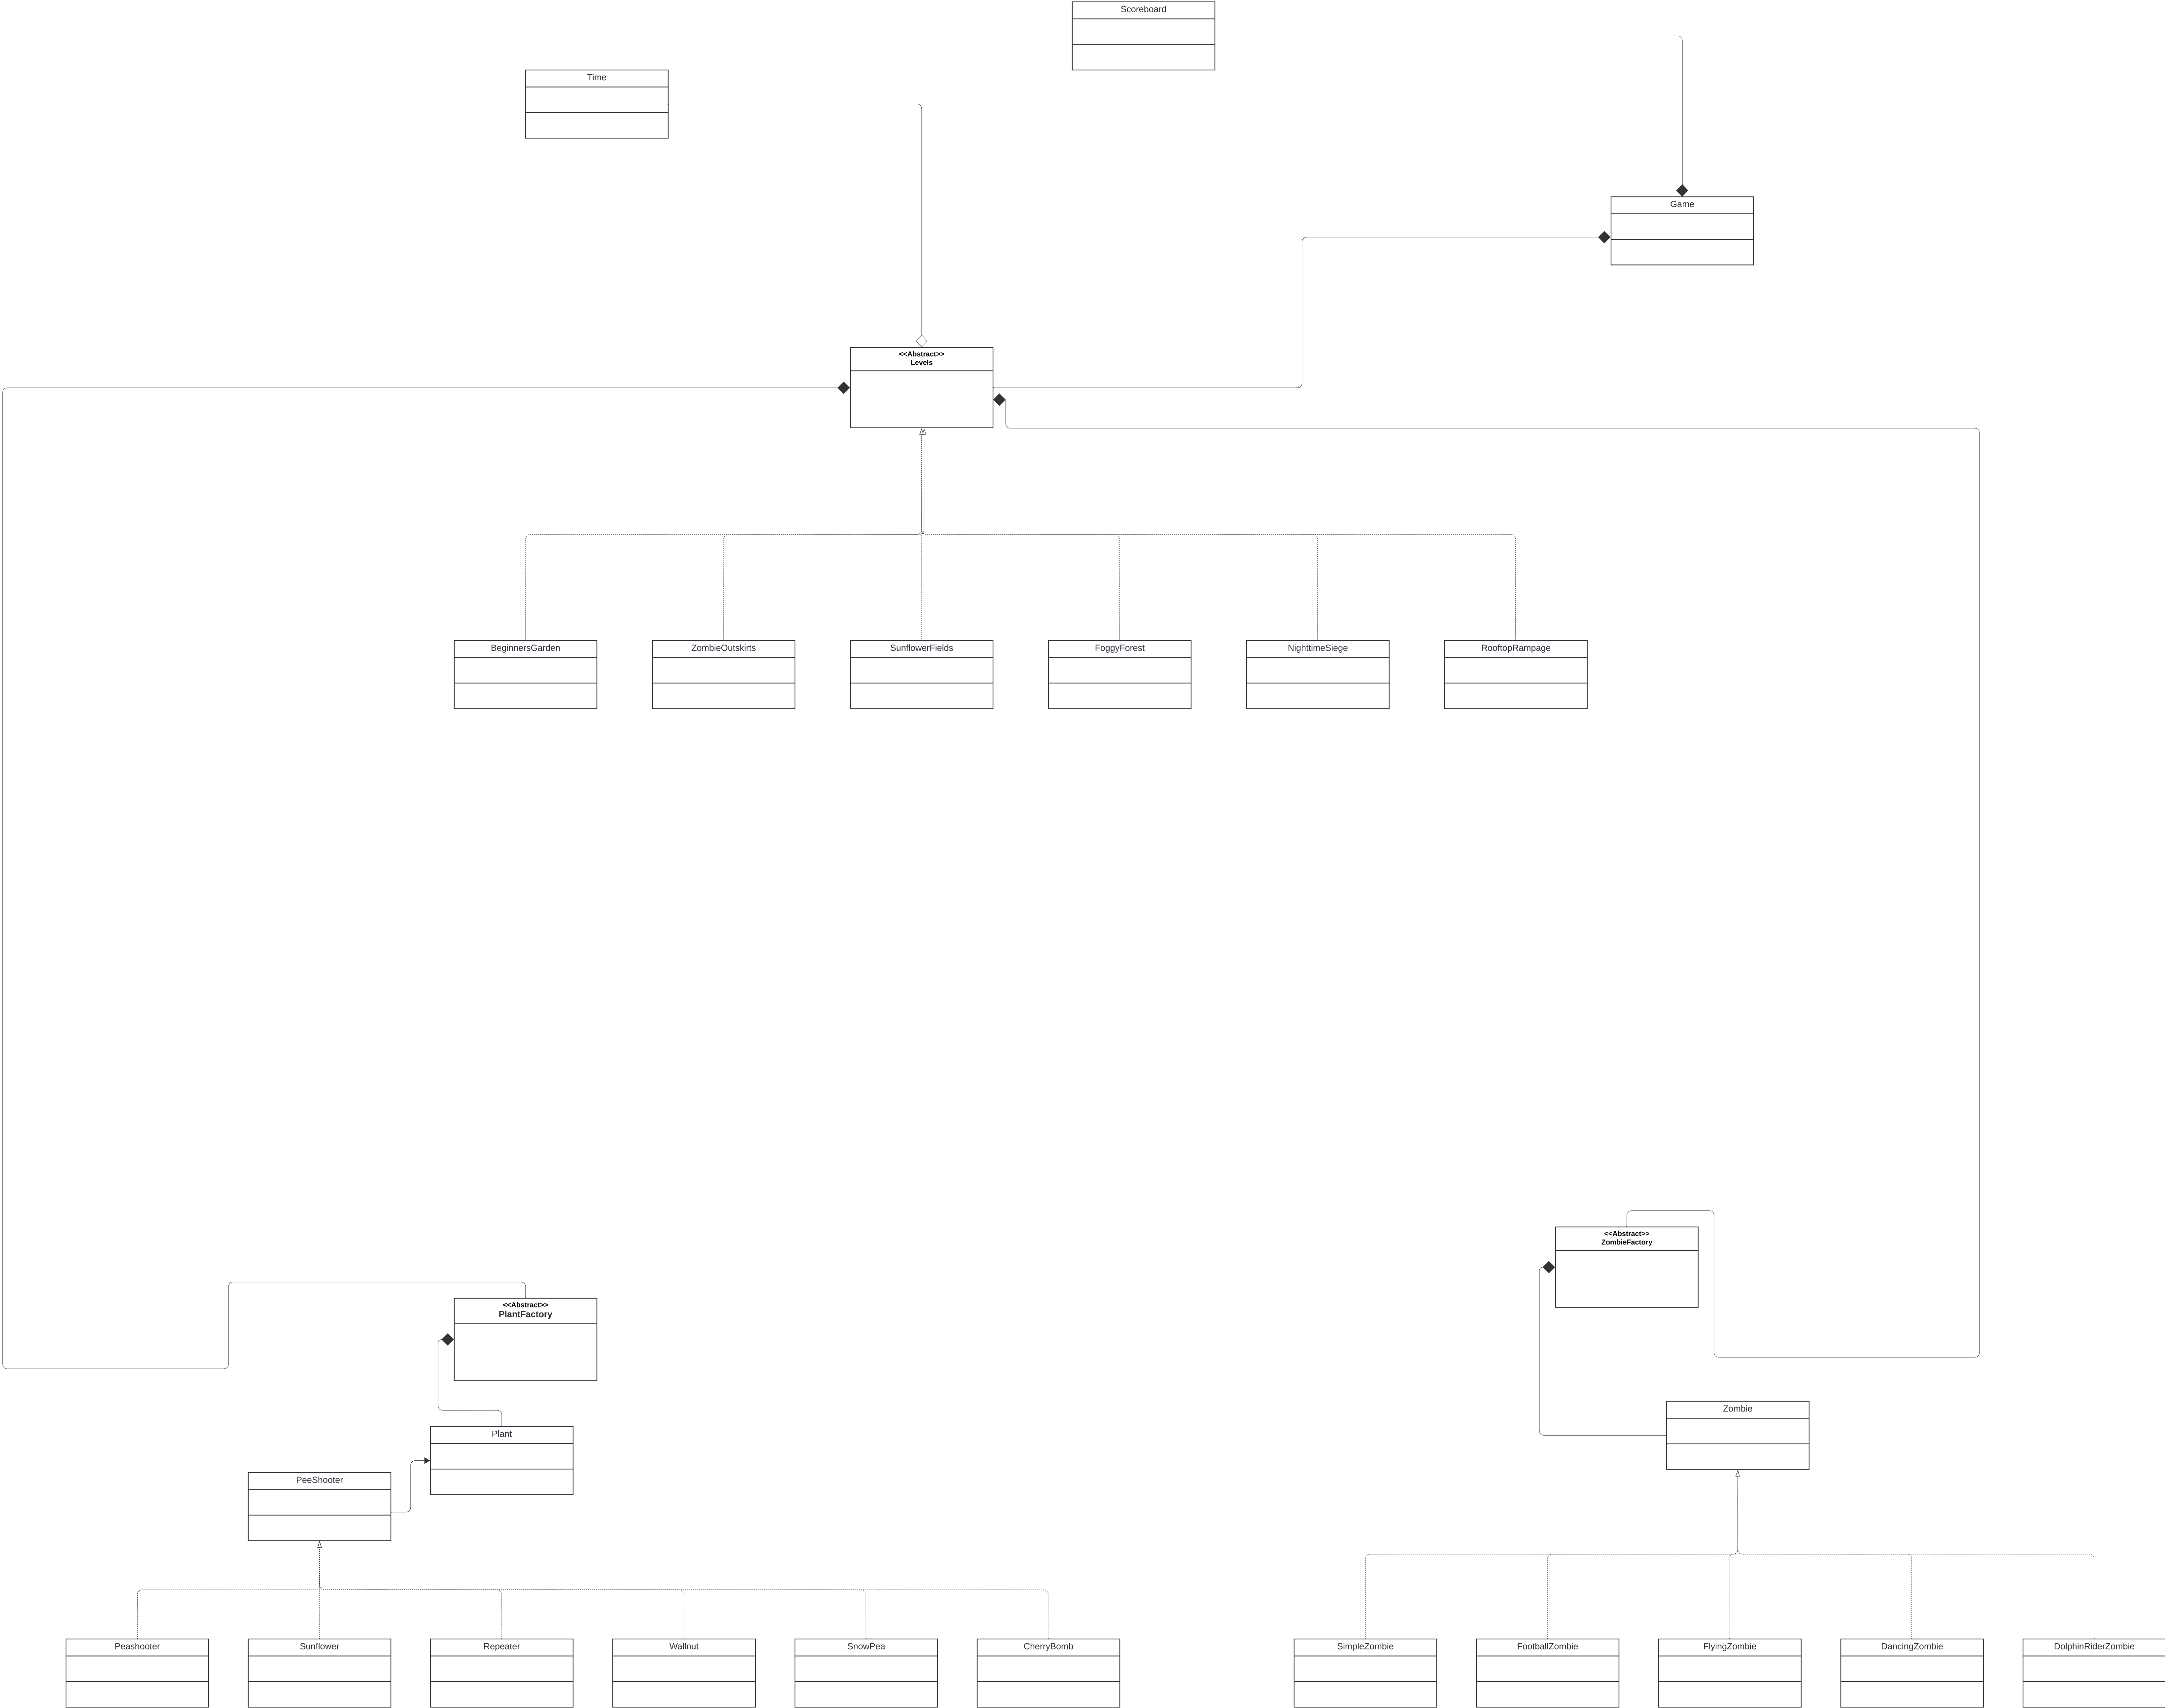 Scoreboard
Time
Game
<<Abstract>>
Levels
BeginnersGarden
ZombieOutskirts
SunflowerFields
FoggyForest
NighttimeSiege
RooftopRampage
<<Abstract>>
ZombieFactory
<<Abstract>>
PlantFactory
Zombie
Plant
PeeShooter
Peashooter
Sunflower
Repeater
Wallnut
SnowPea
CherryBomb
SimpleZombie
FootballZombie
FlyingZombie
DancingZombie
DolphinRiderZombie